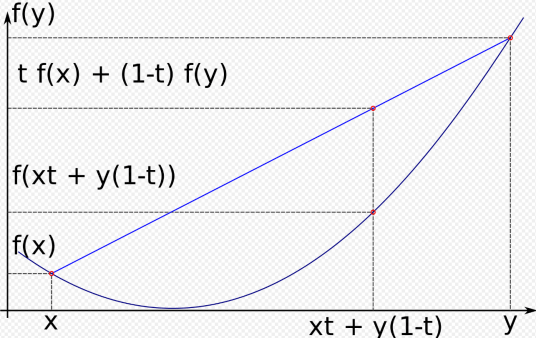 f(y)
t f(x) + (1-t) f(y)
f(xt + y(1-t))
f(x)
x
xt + y(1-t)
y